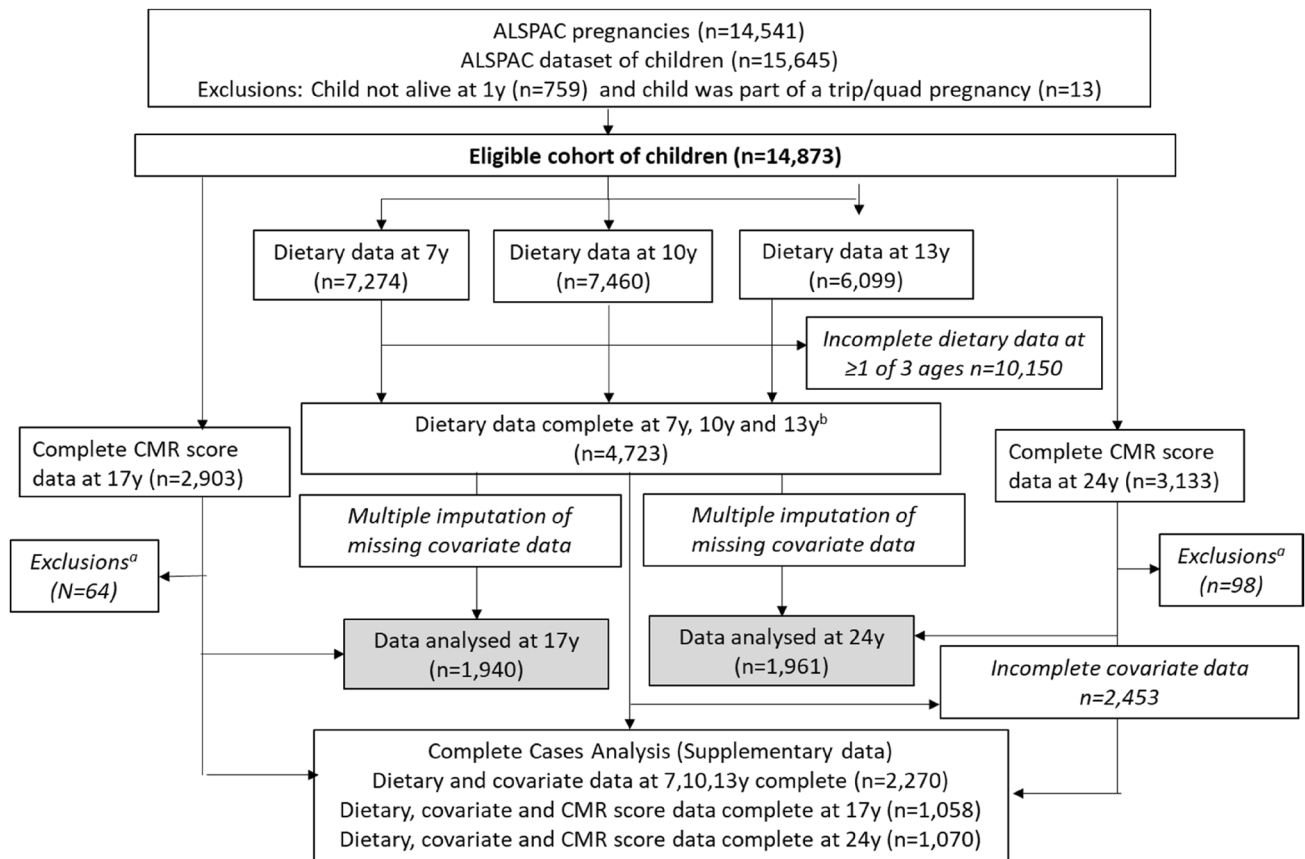 ALSPAC pregnancies (n=14,541)
ALSPAC dataset of children (n=15,645)
Exclusions: Child not alive at 1y (n=759)  and child was part of a trip/quad pregnancy (n=13)
Eligible cohort of children (n=14,873)
Dietary data at 7y
(n=7,274)
Dietary data at 10y
(n=7,460)
Dietary data at 13y
(n=6,099)
Incomplete dietary data at
≥1 of 3 ages n=10,150
Dietary data complete at 7y, 10y and 13yᵇ
(n=4,723)
Complete CMR score
data at 17y (n=2,903)
Complete CMR score
data at 24y (n=3,133)
Multiple imputation of
missing covariate data
Multiple imputation of
missing covariate data
Exclusionsᵃ
(N=64)
Exclusionsᵃ
(n=98)
Data analysed at 17y
(n=1,940)
Data analysed at 24y
(n=1,961)
Incomplete covariate data
n=2,453
Complete Cases Analysis (Supplementary data)
Dietary and covariate data at 7,10,13y complete (n=2,270)
Dietary, covariate and CMR score data complete at 17y (n=1,058)
Dietary, covariate and CMR score data complete at 24y (n=1,070)